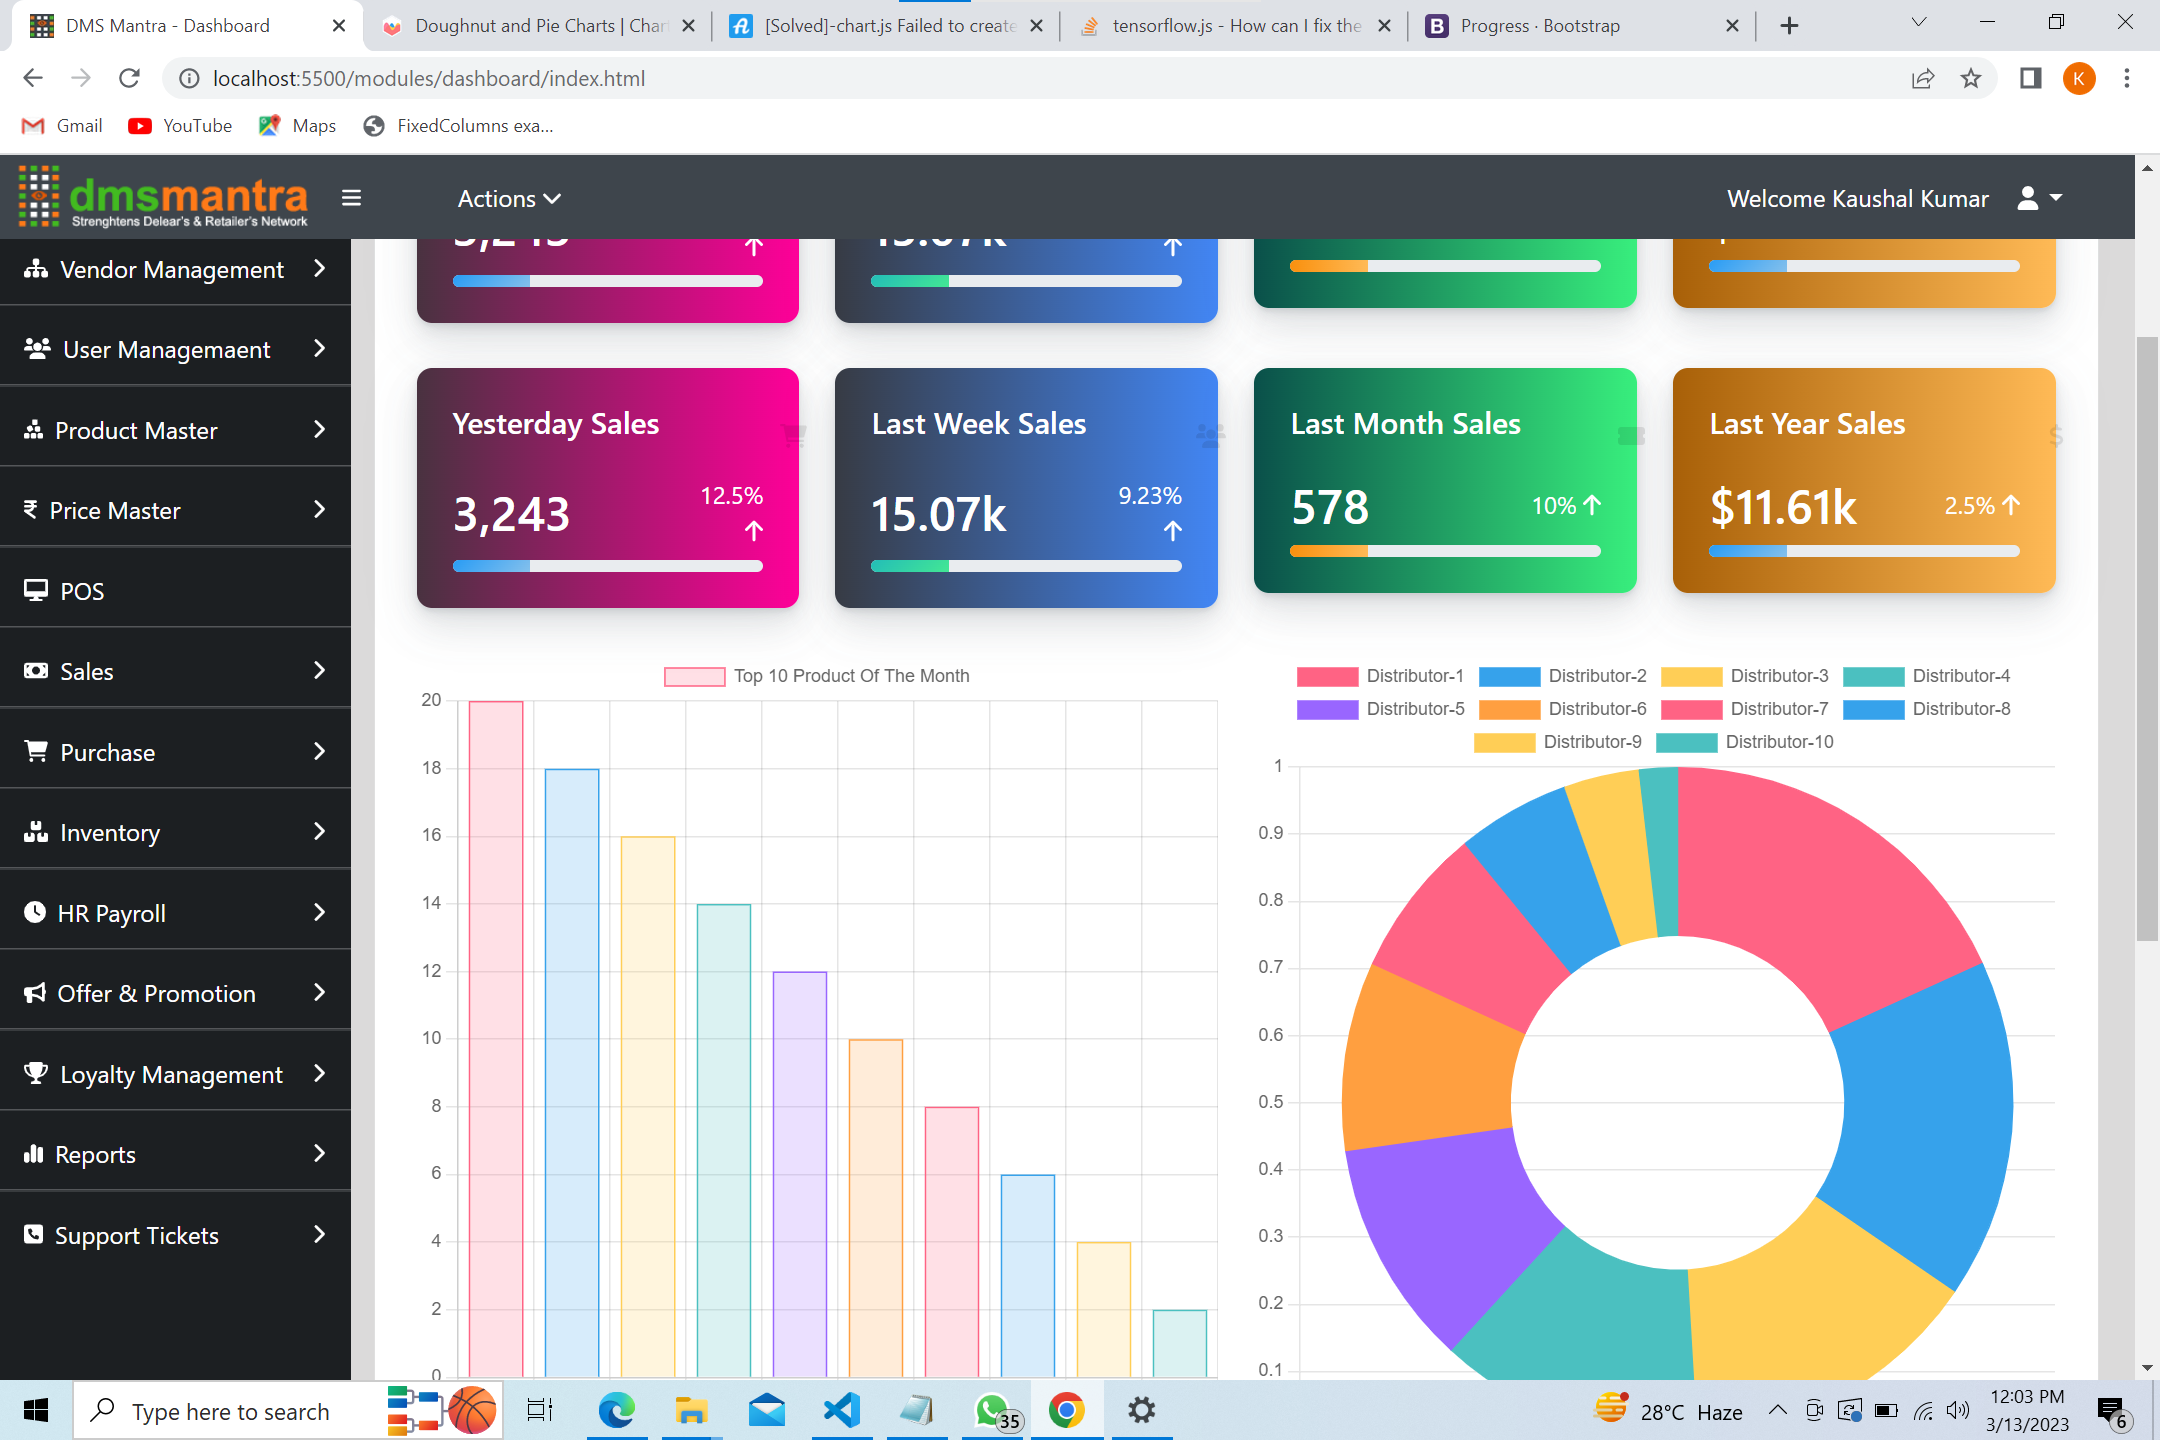 DMS Mantra - Dashboard
Doughnut and Pie Charts | Char
[Solved]-chart.js Failed to create
tensorflow.js - How can I fix the
Progress · Bootstrap
localhost:5500/modules/dashboard/index.html
K
Gmail
YouTube
Maps
FixedColumns exa...
dmsmantra
Strenghtens Delear's & Retailer's Network
Actions
Welcome Kaushal Kumar
Vendor Management
User Managemaent
Product Master
Price Master
POS
Sales
Purchase
Inventory
HR Payroll
Offer & Promotion
Loyalty Management
Reports
Support Tickets
Yesterday Sales
3,243
12.5%
Last Week Sales
15.07k
9.23%
Last Month Sales
578
10%
Last Year Sales
$11.61k
2.5%
Top 10 Product Of The Month
20
18
16
14
12
10
8
6
4
2
0
Distributor-1 Distributor-2 Distributor-3 Distributor-4
Distributor-5 Distributor-6 Distributor-7 Distributor-8
Distributor-9 Distributor-10
1
0.9
0.8
0.7
0.6
0.5
0.4
0.3
0.2
0.1
Type here to search
35
28°C Haze
12:03 PM
3/13/2023
6